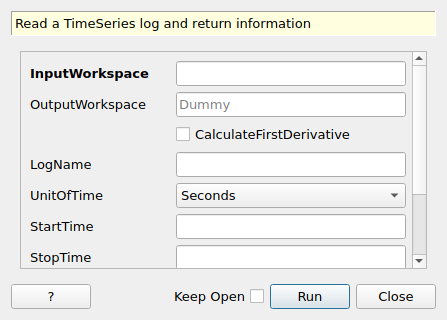 Read a TimeSeries log and return information
InputWorkspace
OutputWorkspace Dummy
CalculateFirstDerivative
LogName
UnitOfTime Seconds
StartTime
StopTime
? Keep Open Run Close